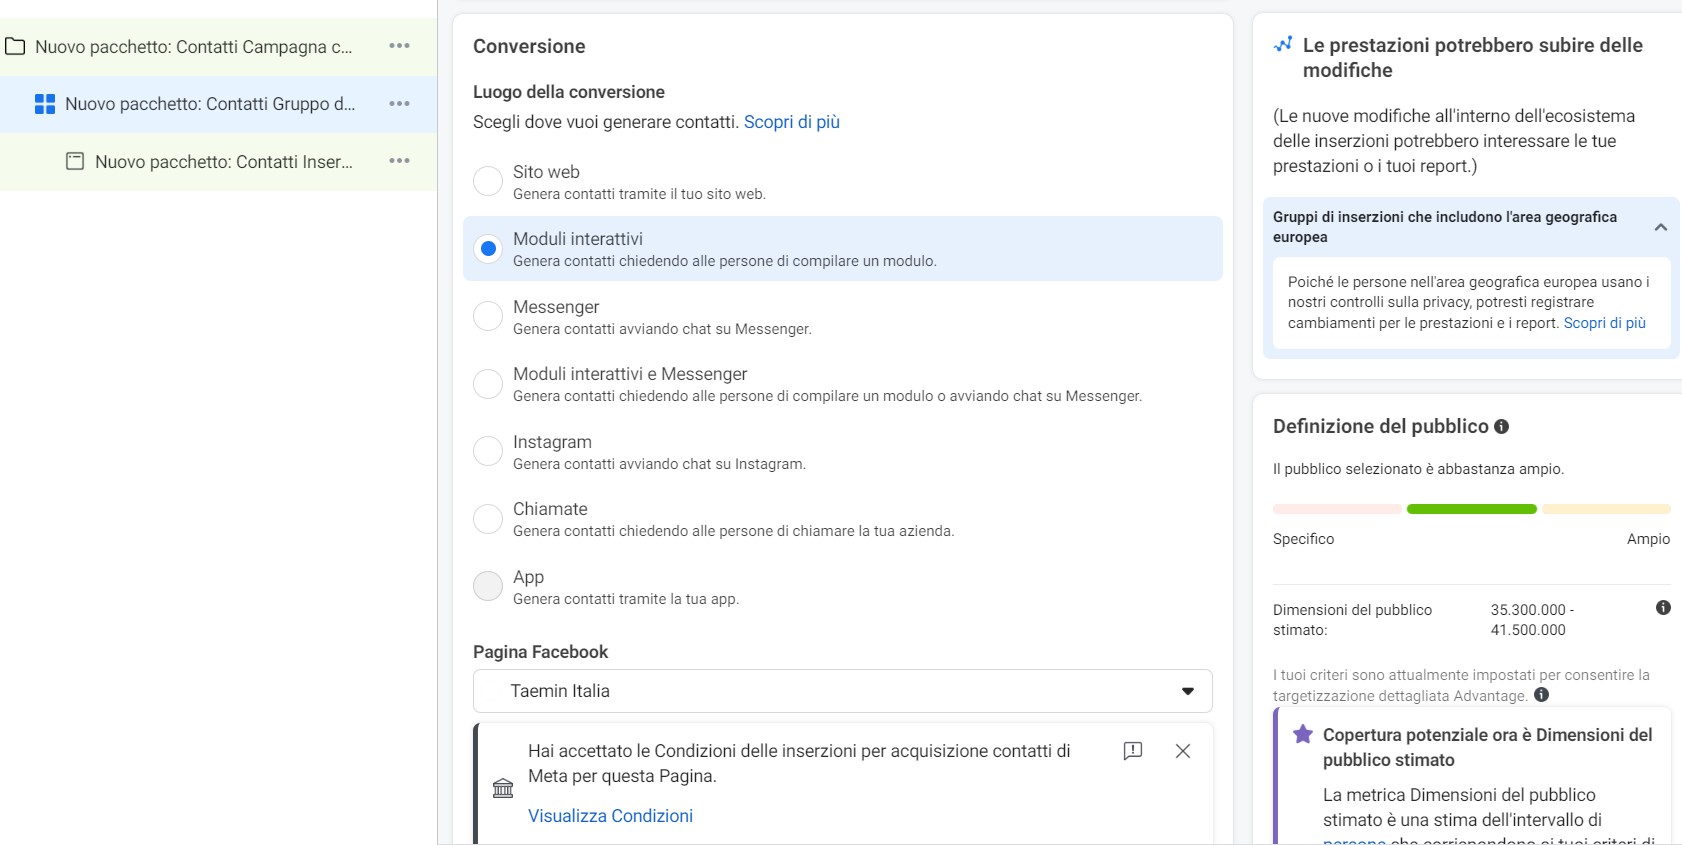 Nuovo pacchetto: Contatti Campagna c...
Nuovo pacchetto: Contatti Gruppo d...
Nuovo pacchetto: Contatti Inser...
Conversione
Luogo della conversione
Scegli dove vuoi generare contatti. Scopri di più
Sito web
Genera contatti tramite il tuo sito web.
Moduli interattivi
Genera contatti chiedendo alle persone di compilare un modulo.
Messenger
Genera contatti avviando chat su Messenger.
Moduli interattivi e Messenger
Genera contatti chiedendo alle persone di compilare un modulo o avviando chat su Messenger.
Instagram
Genera contatti avviando chat su Instagram.
Chiamate
Genera contatti chiedendo alle persone di chiamare la tua azienda.
App
Genera contatti tramite la tua app.
Pagina Facebook
Taemin Italia
Hai accettato le Condizioni delle inserzioni per acquisizione contatti di
Meta per questa Pagina.
Visualizza Condizioni
Le prestazioni potrebbero subire delle
modifiche
(Le nuove modifiche all'interno dell'ecosistema
delle inserzioni potrebbero interessare le tue
prestazioni o i tuoi report.)
Gruppi di inserzioni che includono l'area geografica
europea
Poiché le persone nell'area geografica europea usano i
nostri controlli sulla privacy, potresti registrare
cambiamenti per le prestazioni e i report. Scopri di più
Definizione del pubblico
Il pubblico selezionato è abbastanza ampio.
Specifico Ampio
Dimensioni del pubblico 35.300.000 -
stimato: 41.500.000
I tuoi criteri sono attualmente impostati per consentire la
targetizzazione dettagliata Advantage.
Copertura potenziale ora è Dimensioni del
pubblico stimato
La metrica Dimensioni del pubblico
stimato è una stima dell'intervallo di
persone che corrispondono ai tuoi criteri di